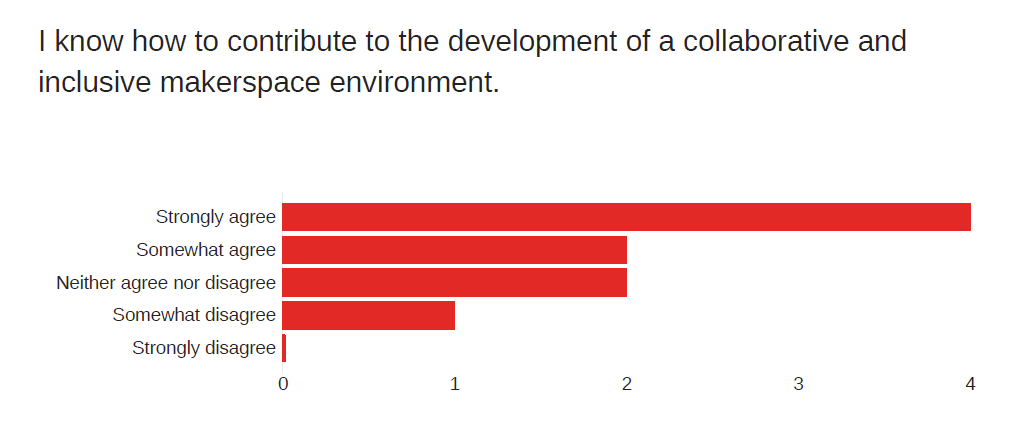 I know how to contribute to the development of a collaborative and
inclusive makerspace environment.
Strongly agree
Somewhat agree
Neither agree nor disagree
Somewhat disagree
Strongly disagree
0 1 2 3 4